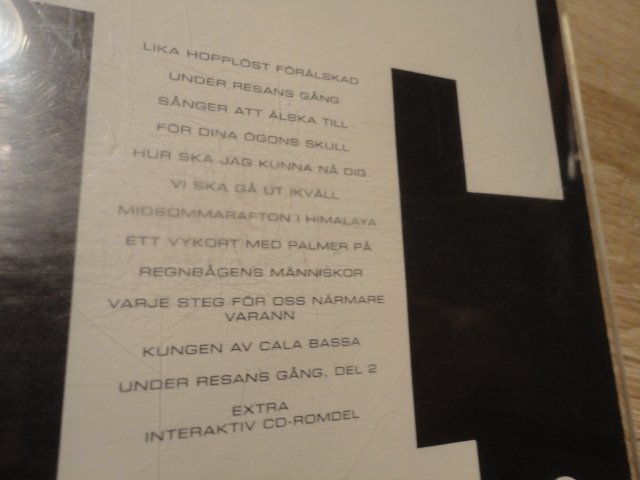 LIKA HOPPLÖST FÖRÄLSKAD
UNDER RESANS GÅNG
SÅNGER ATT ÄLSKA TILL
FÖR DINA ÖGONS SKULL
HUR SKA JAG KUNNA NÅ DIG
VI SKA GÅ UT IKVÄLL
MIDSOMMARAFTON I HIMALAYA
ETT VYKORT MED PALMER PÅ
REGNBÅGENS MÄNNISKOR
VARJE STEG FÖR OSS NÄRMARE
VARANN
KUNGEN AV CALA BASSA
UNDER RESANS GÅNG, DEL 2
EXTRA
INTERAKTIV CD-ROMDEL